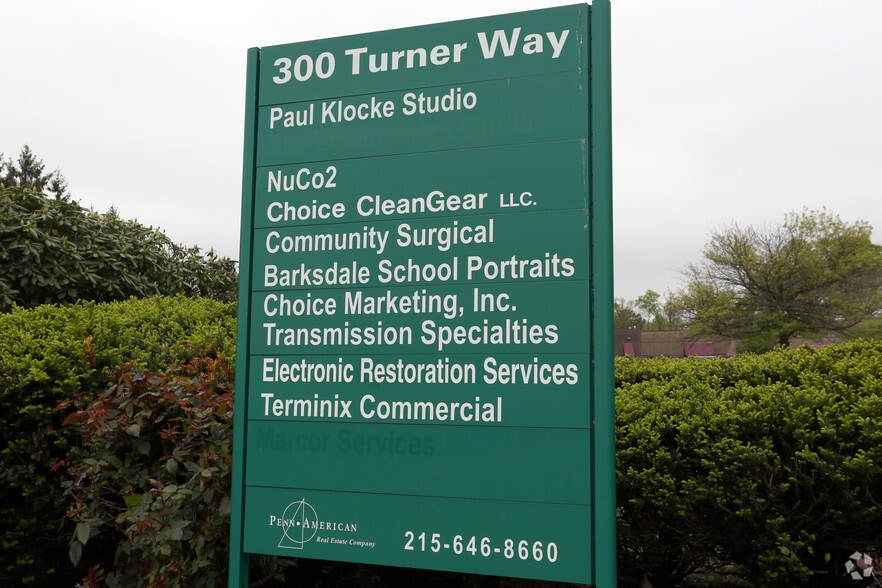 300 Turner Way
Paul Klocke Studio
NuCo2
Choice CleanGear LLC.
Community Surgical
Barksdale School Portraits
Choice Marketing, Inc.
Transmission Specialties
Electronic Restoration Services
Terminix Commercial
Marcor Services
PENN•AMERICAN
Real Estate Company
215-646-8660